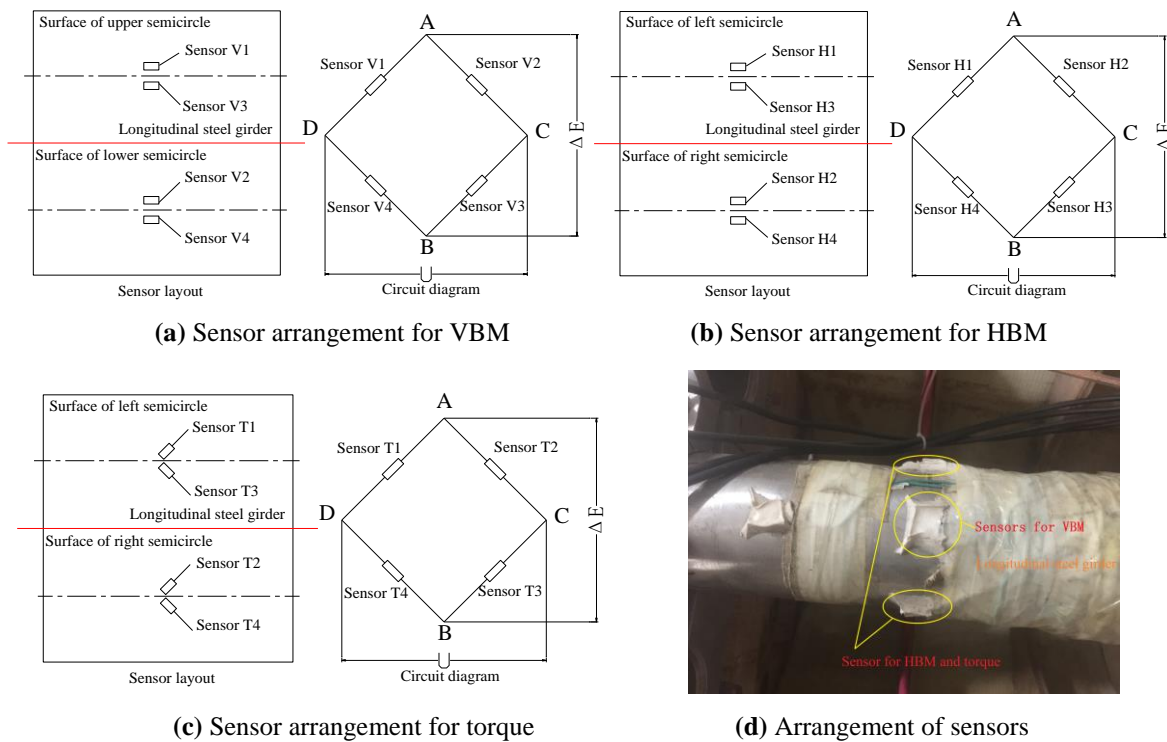 Surface of upper semicircle
Sensor V1
Sensor V3
Longitudinal steel girder
Surface of lower semicircle
Sensor V2
Sensor V4
Sensor layout
A
Sensor V1
Sensor V2
D
C
Δ E
Sensor V4
Sensor V3
B
U
Circuit diagram
(a) Sensor arrangement for VBM
Surface of left semicircle
Sensor H1
Sensor H3
Longitudinal steel girder
Surface of right semicircle
Sensor H2
Sensor H4
Sensor layout
A
Sensor H1
Sensor H2
D
C
Δ E
Sensor H4
Sensor H3
B
U
Circuit diagram
(b) Sensor arrangement for HBM
Surface of left semicircle
Sensor T1
Sensor T3
Longitudinal steel girder
Surface of right semicircle
Sensor T2
Sensor T4
Sensor layout
A
Sensor T1
Sensor T2
D
C
Δ E
Sensor T4
Sensor T3
B
U
Circuit diagram
(c) Sensor arrangement for torque
Sensors for VBM
Longitudinal steel girder
Sensor for HBM and torque
(d) Arrangement of sensors